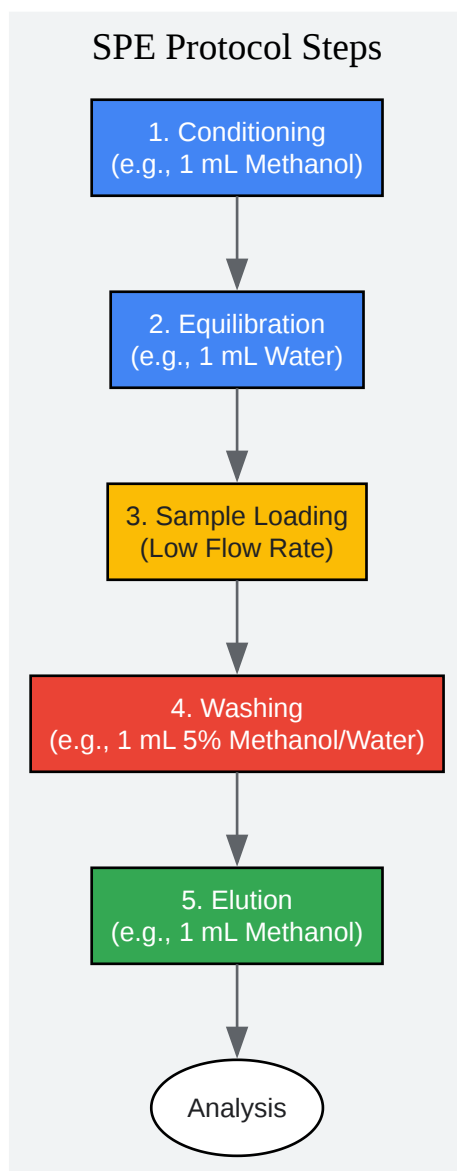 SPE Protocol Steps
1. Conditioning
(e.g., 1 mL Methanol)
2. Equilibration
(e.g., 1 mL Water)
3. Sample Loading
(Low Flow Rate)
4. Washing
(e.g., 1 mL 5% Methanol/Water)
5. Elution
(e.g., 1 mL Methanol)
Analysis